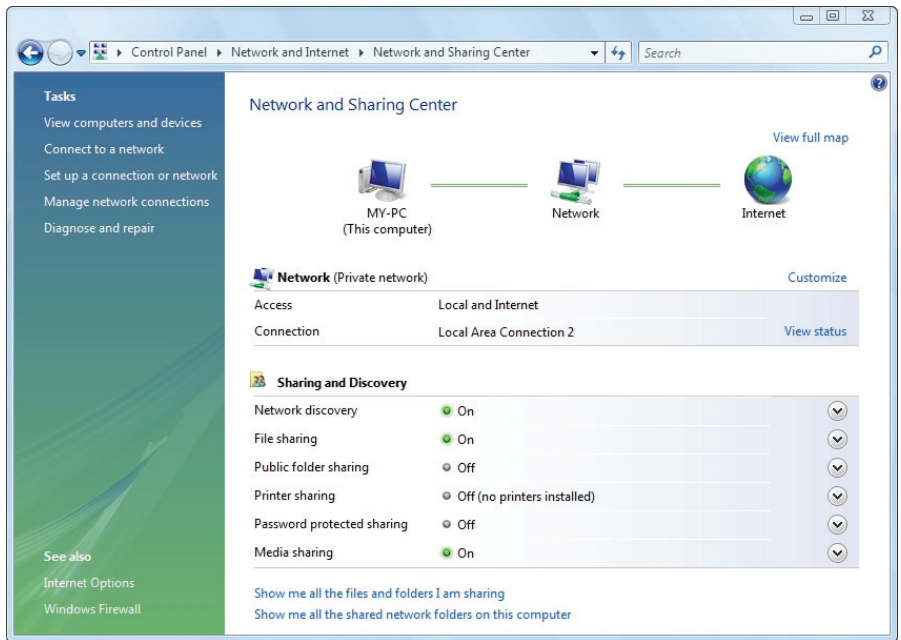 Control Panel Network and Internet Network and Sharing Center Search
Tasks
View computers and devices
Connect to a network
Set up a connection or network
Manage network connections
Diagnose and repair
See also
Internet Options
Windows Firewall
Network and Sharing Center
View full map
MY-PC
(This computer)
Network
Internet
Network (Private network) Customize
Access Local and Internet
Connection Local Area Connection 2 View status
Sharing and Discovery
Network discovery On
File sharing On
Public folder sharing Off
Printer sharing Off (no printers installed)
Password protected sharing Off
Media sharing On
Show me all the files and folders I am sharing
Show me all the shared network folders on this computer